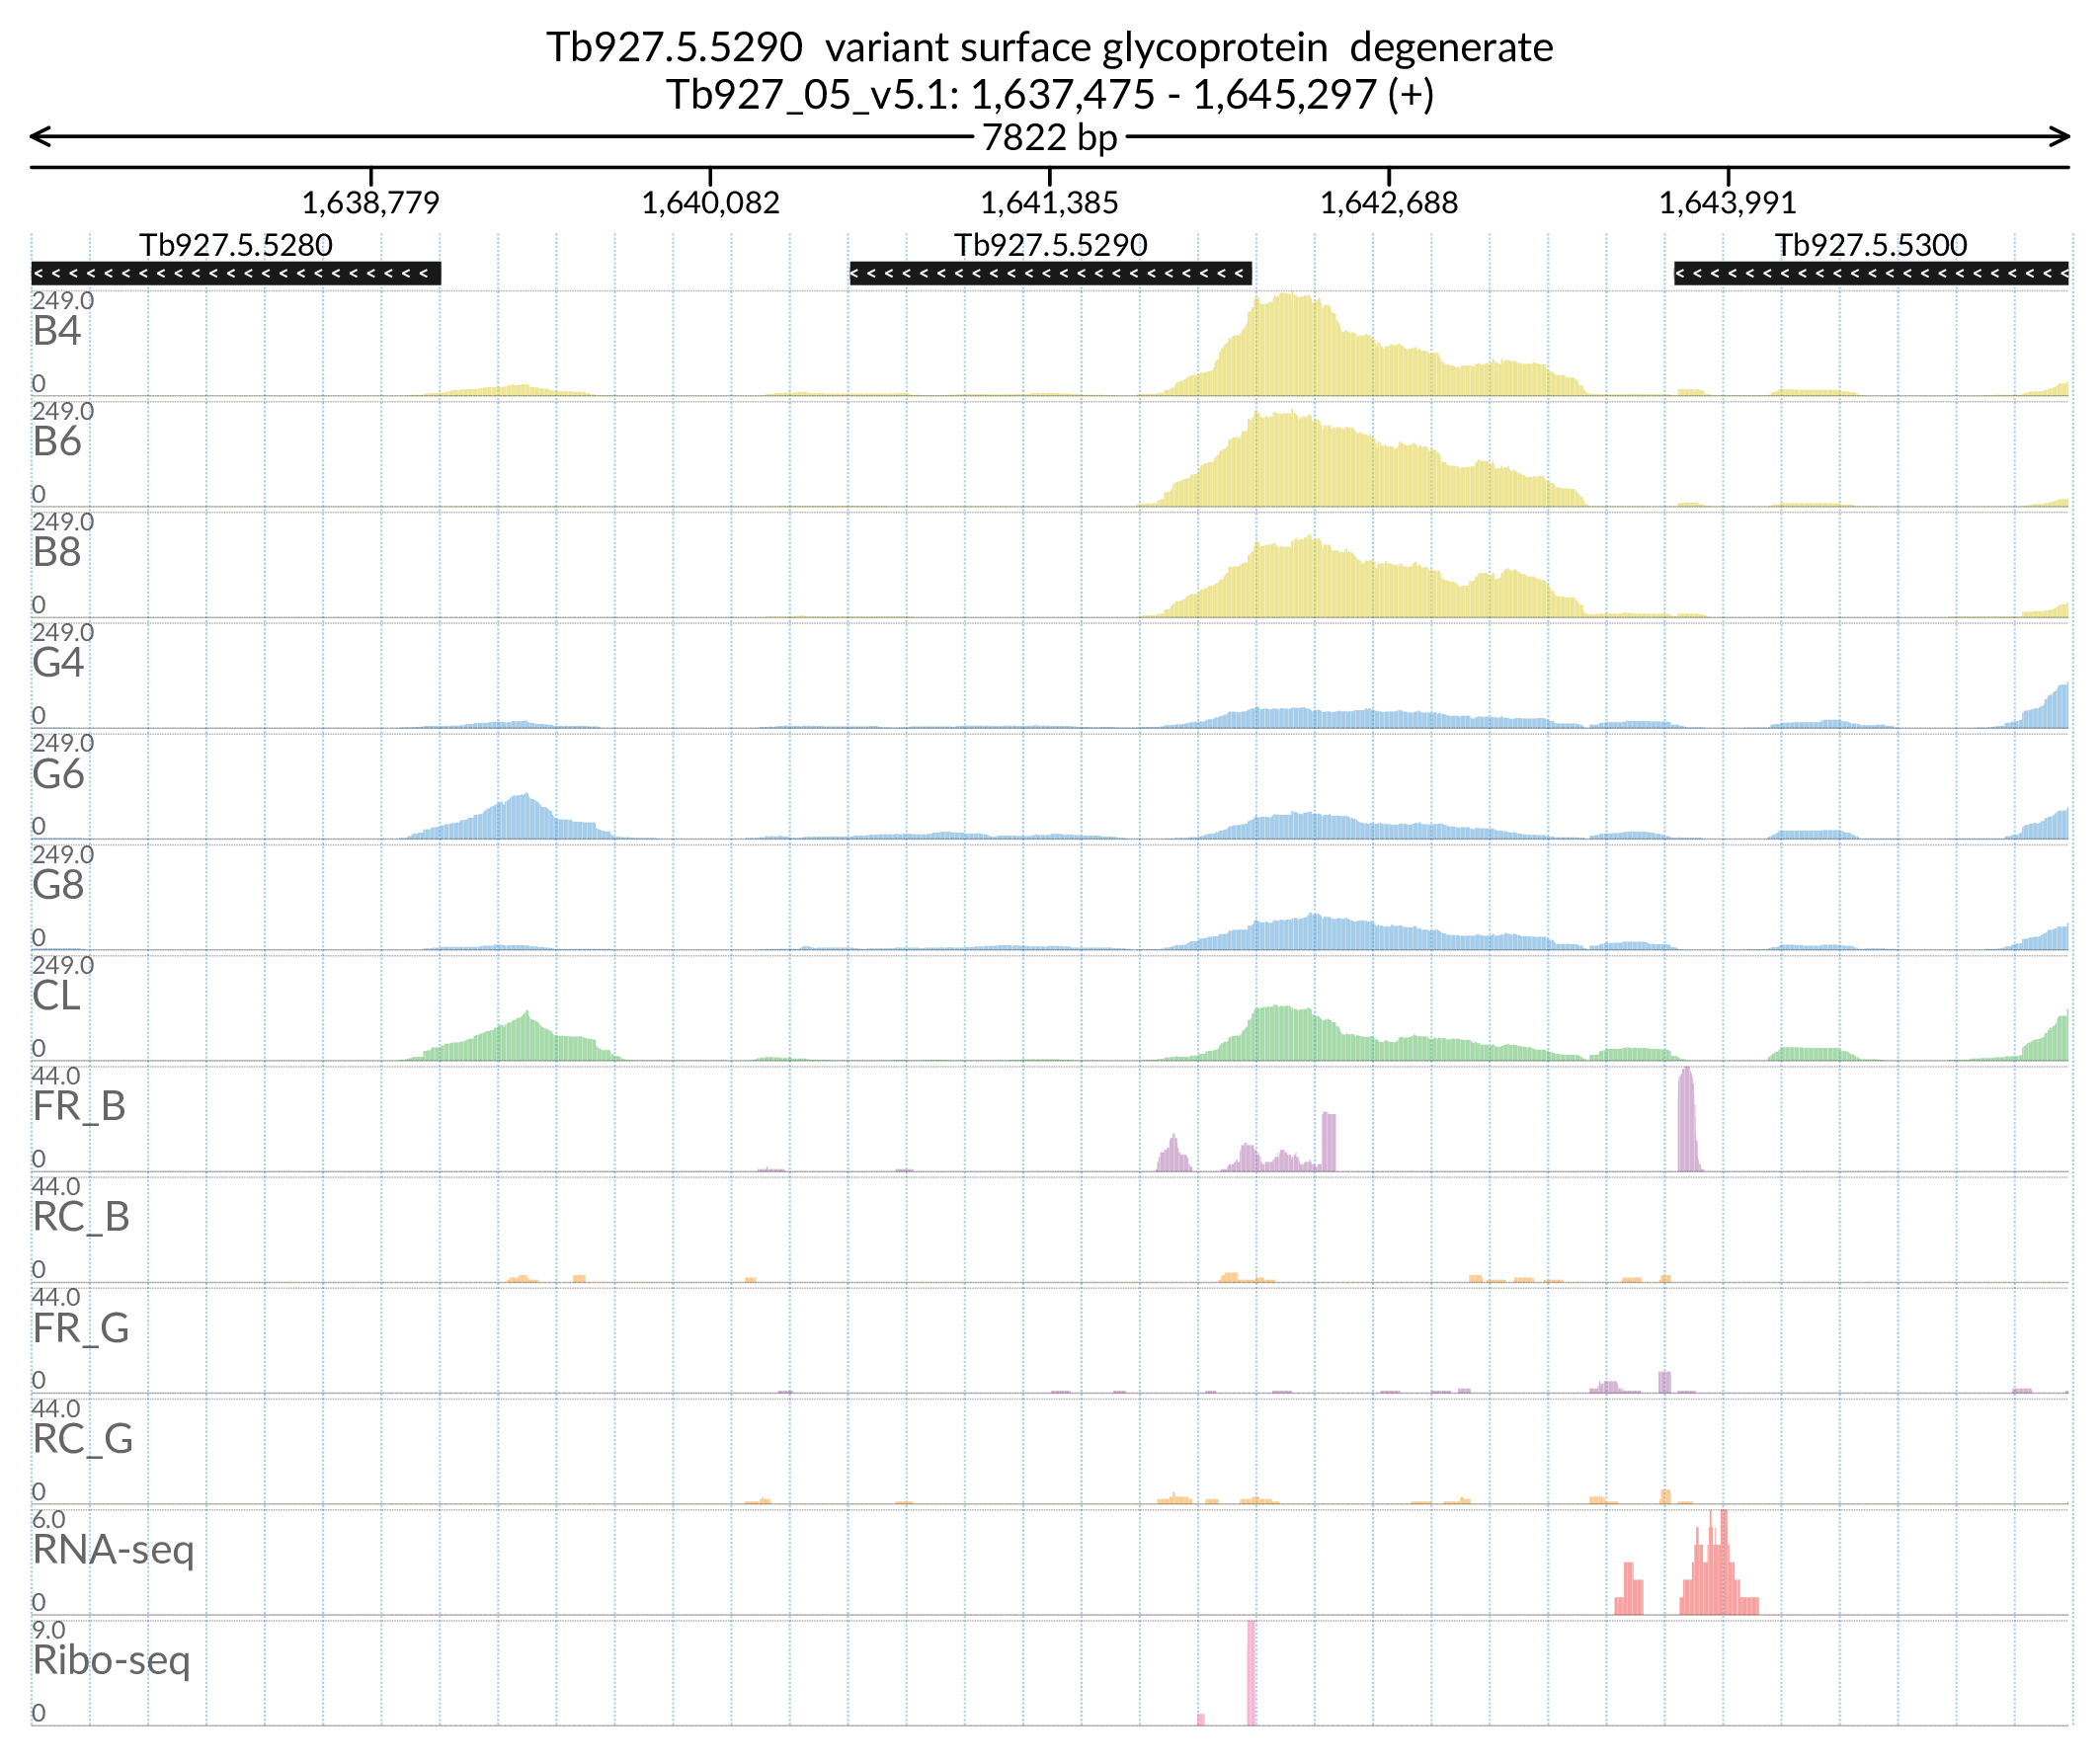 Tb927.5.5290  variant surface glycoprotein  degenerate
Tb927_05_v5.1: 1,637,475 - 1,645,297 (+)
7822 bp
1,638,779 1,640,082 1,641,385 1,642,688 1,643,991
Tb927.5.5280 Tb927.5.5290 Tb927.5.5300
249.0
B4
0
249.0
B6
0
249.0
B8
0
249.0
G4
0
249.0
G6
0
249.0
G8
0
249.0
CL
0
44.0
FR_B
0
44.0
RC_B
0
44.0
FR_G
0
44.0
RC_G
0
6.0
RNA-seq
0
9.0
Ribo-seq
0